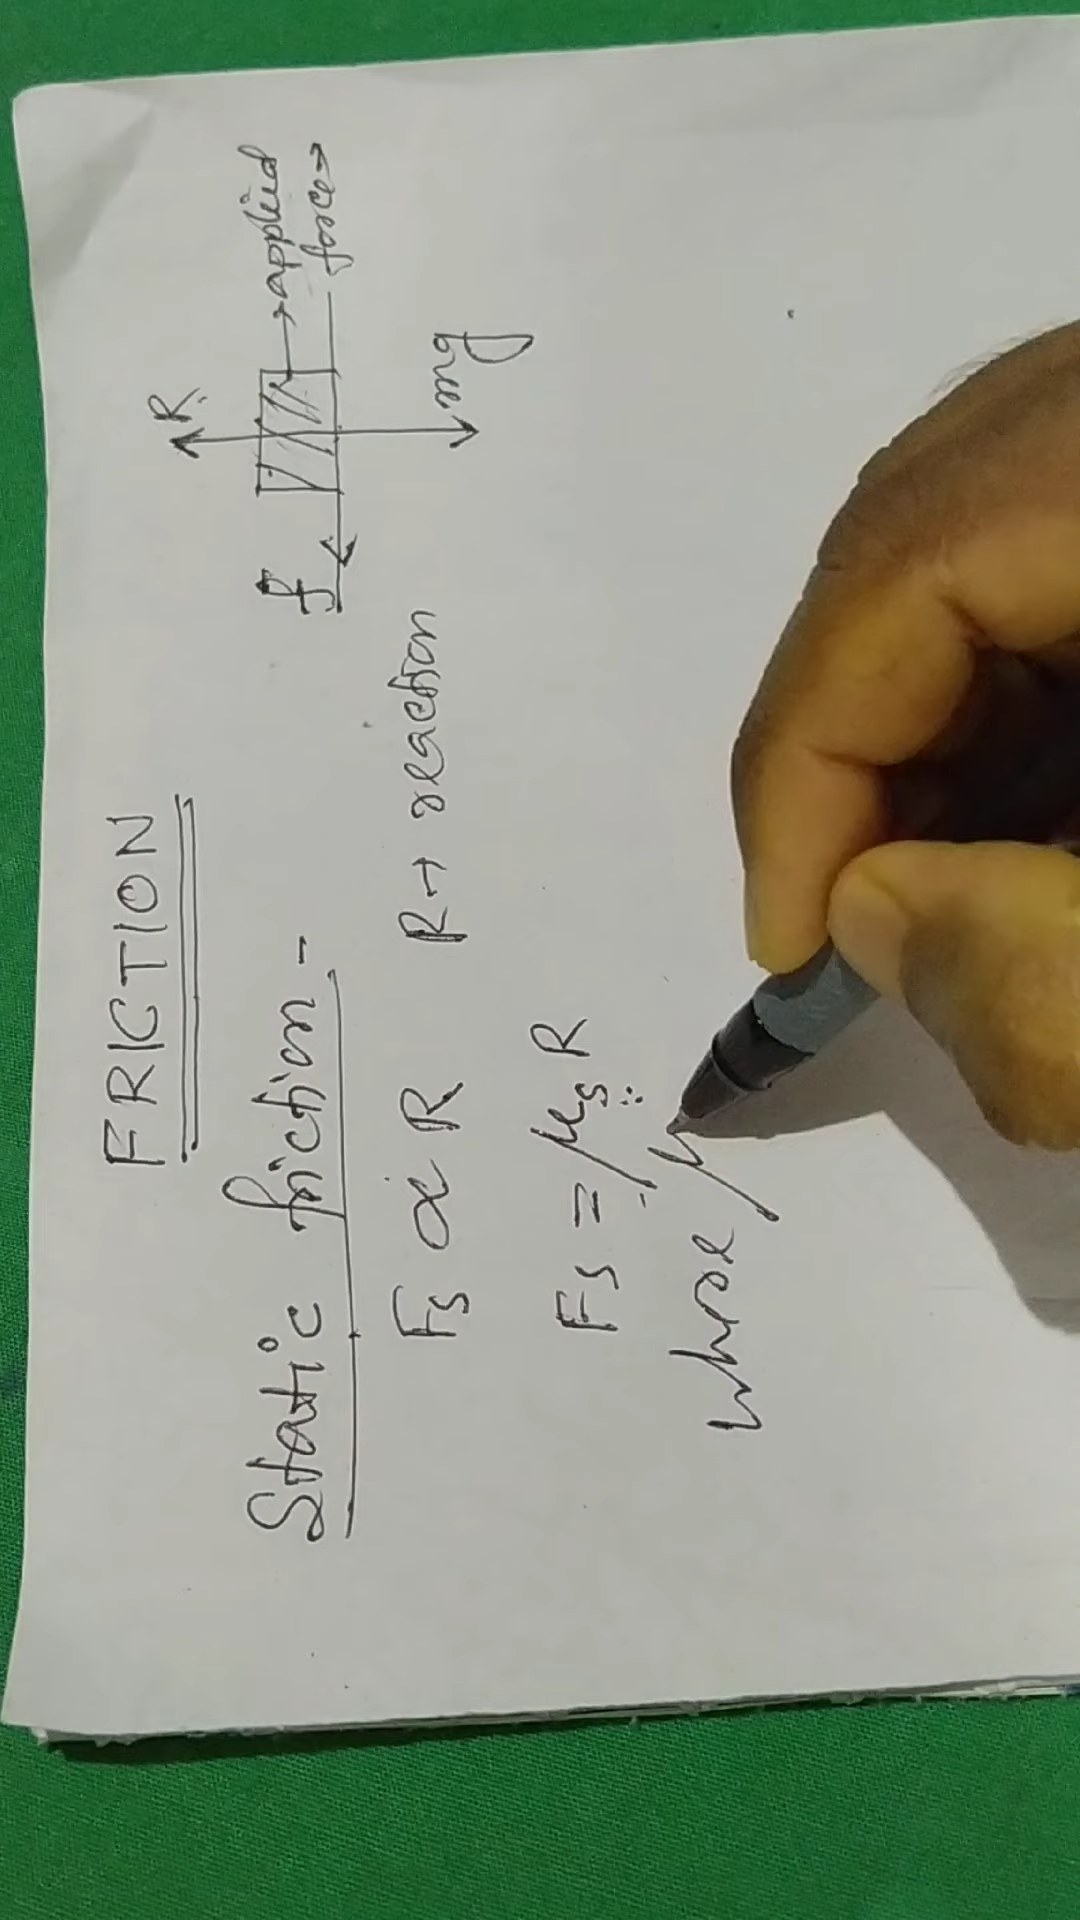 FRICTION
Static friction -
R
applied
force →
f
mg
Fs ∝ R R → reaction
Fs = μs R
where μ